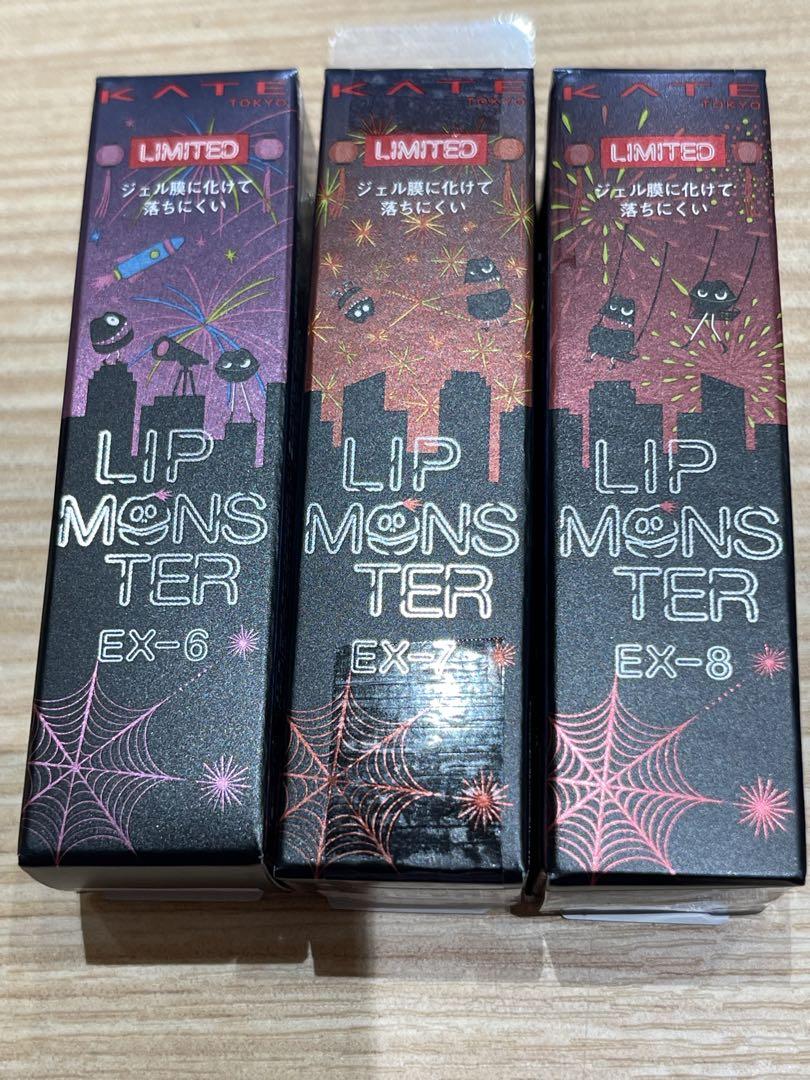 KATE
TOKYO
LIMITED
ジェル膜に化けて
落ちにくい
LIP
MONS
TER
EX-6
KATE
TOKYO
LIMITED
ジェル膜に化けて
落ちにくい
LIP
MONS
TER
EX-7
KATE
TOKYO
LIMITED
ジェル膜に化けて
落ちにくい
LIP
MONS
TER
EX-8